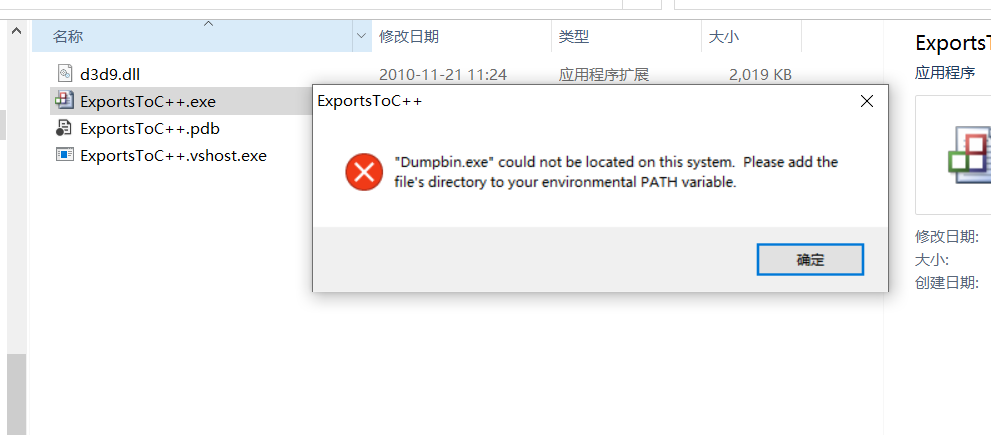 名称 修改日期 类型 大小
ExportsT
应用程序
d3d9.dll 2010-11-21 11:24 应用程序扩展 2,019 KB
ExportsToC++.exe
ExportsToC++.pdb
ExportsToC++.vshost.exe
ExportsToC++
"Dumpbin.exe" could not be located on this system.  Please add the
file's directory to your environmental PATH variable.
确定
修改日期:
大小:
创建日期: